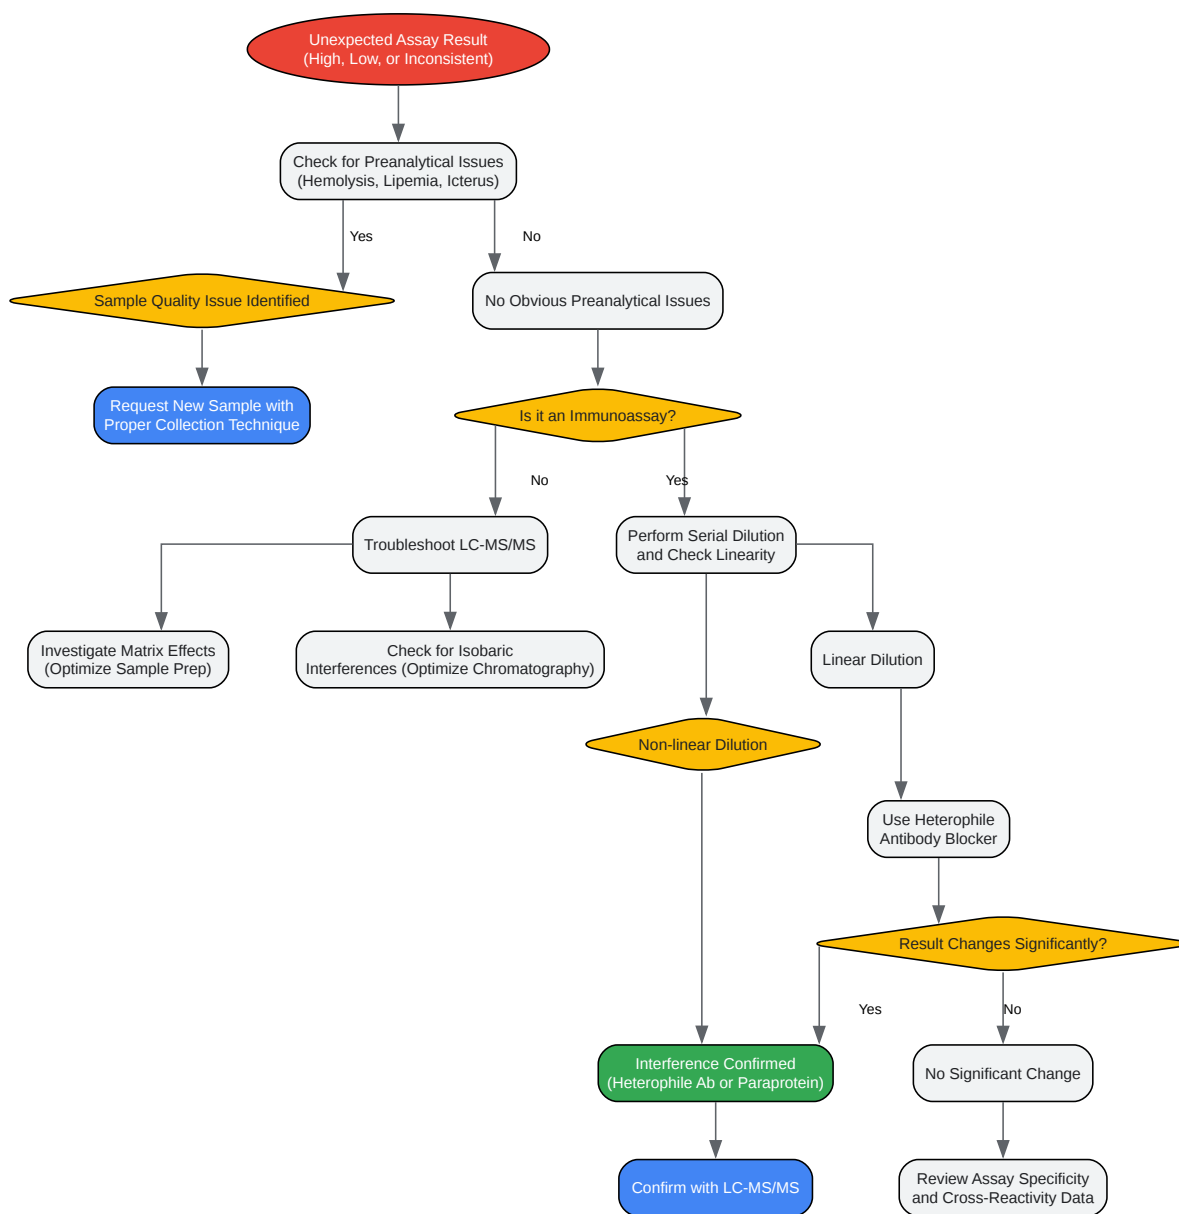 Unexpected Assay Result
(High, Low, or Inconsistent)
Check for Preanalytical Issues
(Hemolysis, Lipemia, Icterus)
Yes
No
Sample Quality Issue Identified
No Obvious Preanalytical Issues
Request New Sample with
Proper Collection Technique
Is it an Immunoassay?
No
Yes
Troubleshoot LC-MS/MS
Perform Serial Dilution
and Check Linearity
Investigate Matrix Effects
(Optimize Sample Prep)
Check for Isobaric
Interferences (Optimize Chromatography)
Linear Dilution
Non-linear Dilution
Use Heterophile
Antibody Blocker
Result Changes Significantly?
Yes
No
Interference Confirmed
(Heterophile Ab or Paraprotein)
No Significant Change
Confirm with LC-MS/MS
Review Assay Specificity
and Cross-Reactivity Data